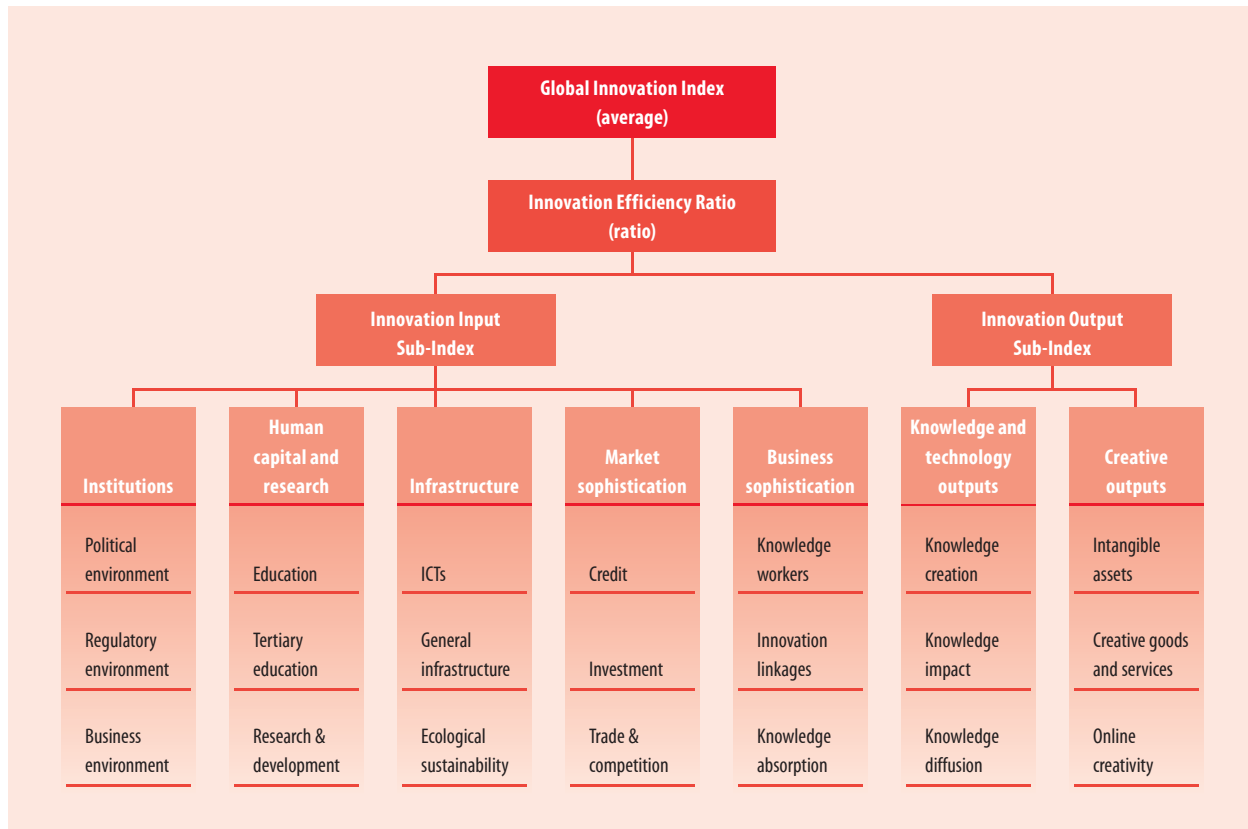 Global Innovation Index
(average)
Innovation Efficiency Ratio
(ratio)
Innovation Input
Sub-Index
Innovation Output
Sub-Index
Institutions
Human
capital and
research
Infrastructure
Market
sophistication
Business
sophistication
Knowledge and
technology
outputs
Creative
outputs
Political
environment
Education
ICTs
Credit
Knowledge
workers
Knowledge
creation
Intangible
assets
Regulatory
environment
Tertiary
education
General
infrastructure
Investment
Innovation
linkages
Knowledge
impact
Creative goods
and services
Business
environment
Research &
development
Ecological
sustainability
Trade &
competition
Knowledge
absorption
Knowledge
diffusion
Online
creativity